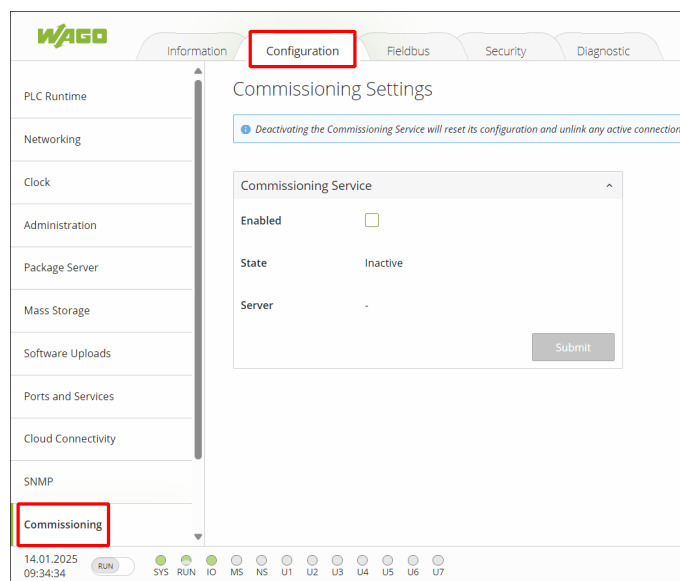 WAGO
Information Configuration Fieldbus Security Diagnostic
PLC Runtime
Networking
Clock
Administration
Package Server
Mass Storage
Software Uploads
Ports and Services
Cloud Connectivity
SNMP
Commissioning
Commissioning Settings
Deactivating the Commissioning Service will reset its configuration and unlink any active connection
Commissioning Service
Enabled
State Inactive
Server -
Submit
14.01.2025
09:34:34
RUN
SYS RUN IO MS NS U1 U2 U3 U4 U5 U6 U7